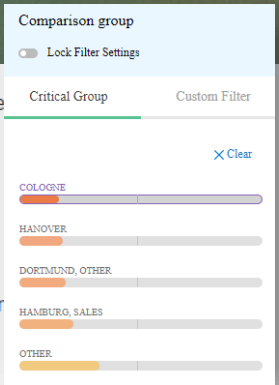 Comparison group
Lock Filter Settings
Critical Group Custom Filter
Clear
COLOGNE
HANOVER
DORTMUND, OTHER
HAMBURG, SALES
OTHER